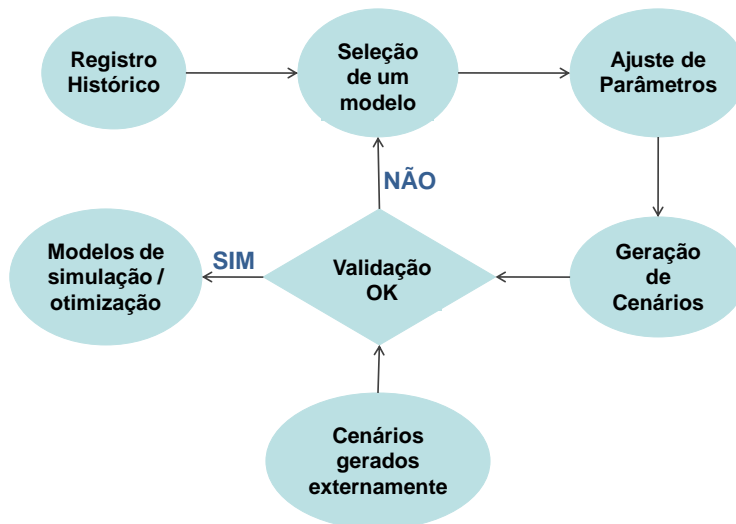 Registro
Histórico
Seleção
de um
modelo
Ajuste de
Parâmetros
NÃO
Modelos de
simulação /
otimização
SIM
Validação
OK
Geração
de
Cenários
Cenários
gerados
externamente